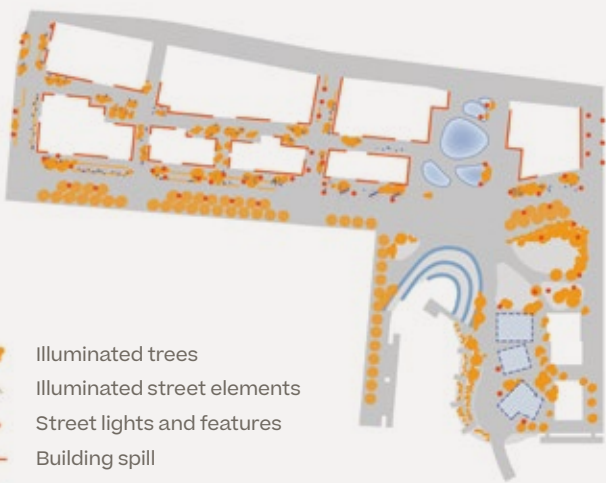 Illuminated trees
Illuminated street elements
Street lights and features
Building spill